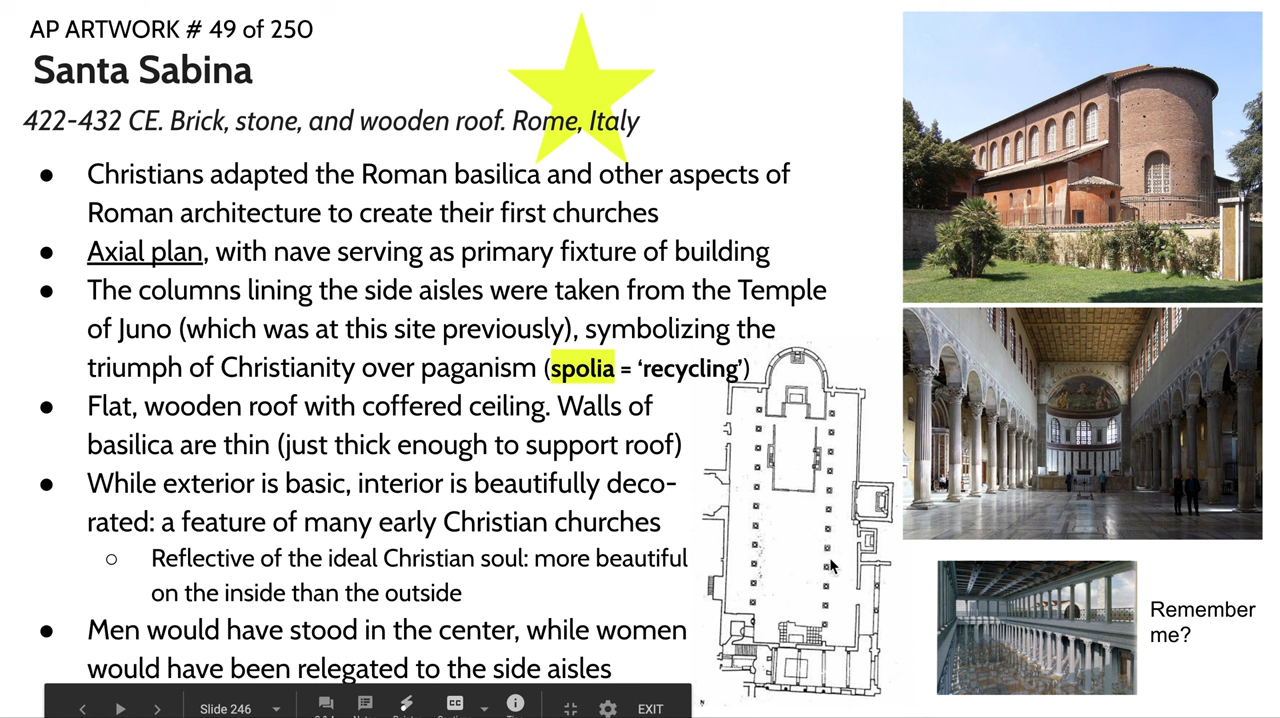 AP ARTWORK # 49 of 250
Santa Sabina
422-432 CE. Brick, stone, and wooden roof. Rome, Italy
● Christians adapted the Roman basilica and other aspects of
Roman architecture to create their first churches
● Axial plan, with nave serving as primary fixture of building
● The columns lining the side aisles were taken from the Temple
of Juno (which was at this site previously), symbolizing the
triumph of Christianity over paganism (spolia = ‘recycling’)
● Flat, wooden roof with coffered ceiling. Walls of
basilica are thin (just thick enough to support roof)
● While exterior is basic, interior is beautifully deco-
rated: a feature of many early Christian churches
○ Reflective of the ideal Christian soul: more beautiful
on the inside than the outside
● Men would have stood in the center, while women
would have been relegated to the side aisles
Remember
me?
Slide 246
CC
EXIT